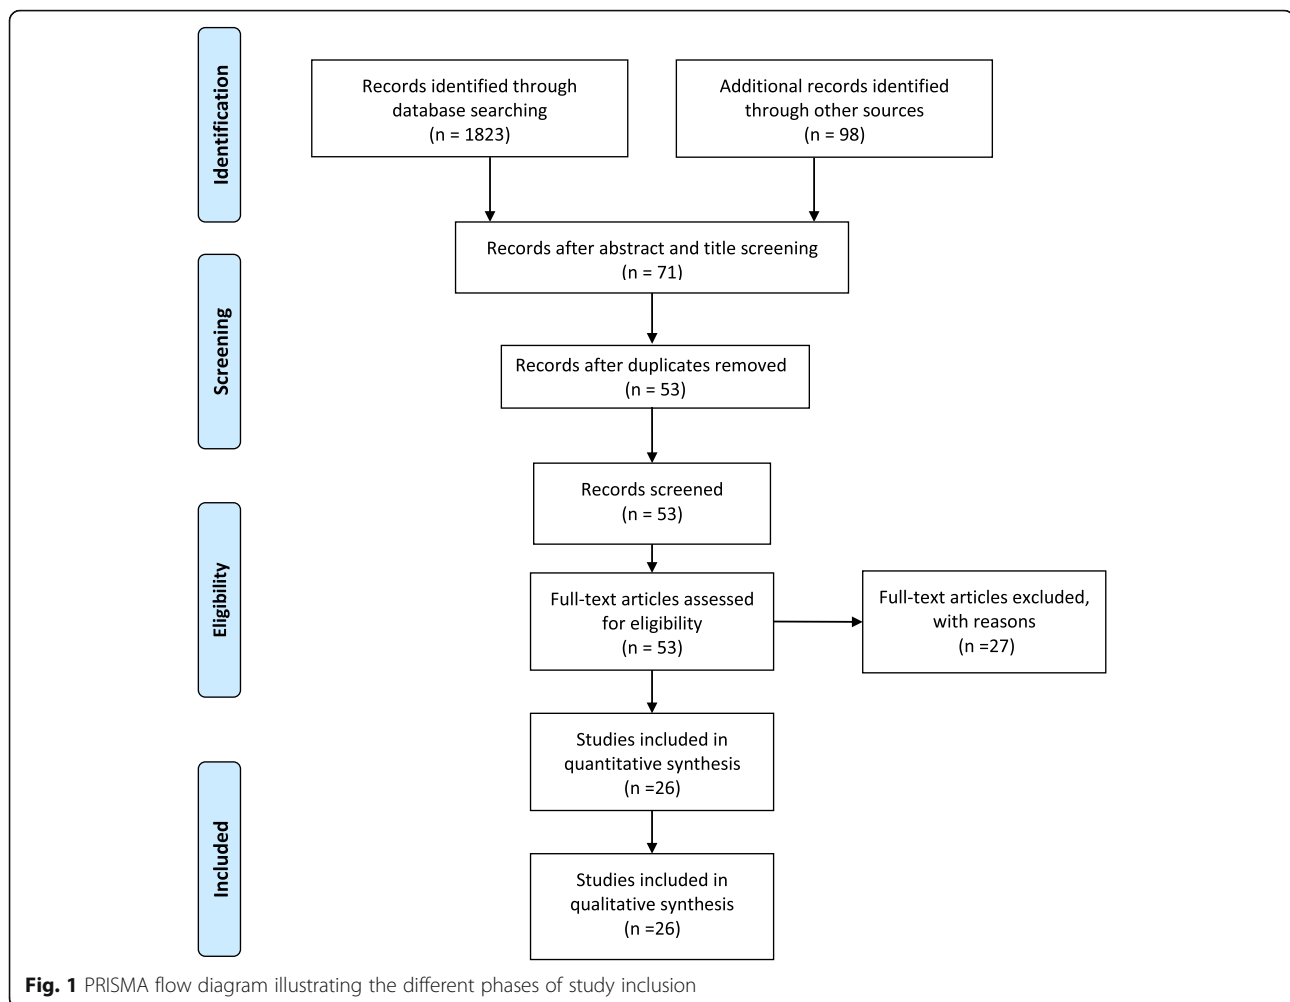 Identification
Records identified through
database searching
(n = 1823)
Additional records identified
through other sources
(n = 98)
Screening
Records after abstract and title screening
(n = 71)
Records after duplicates removed
(n = 53)
Eligibility
Records screened
(n = 53)
Full-text articles assessed
for eligibility
(n = 53)
Full-text articles excluded,
with reasons
(n =27)
Included
Studies included in
quantitative synthesis
(n =26)
Studies included in
qualitative synthesis
(n =26)
Fig. 1 PRISMA flow diagram illustrating the different phases of study inclusion